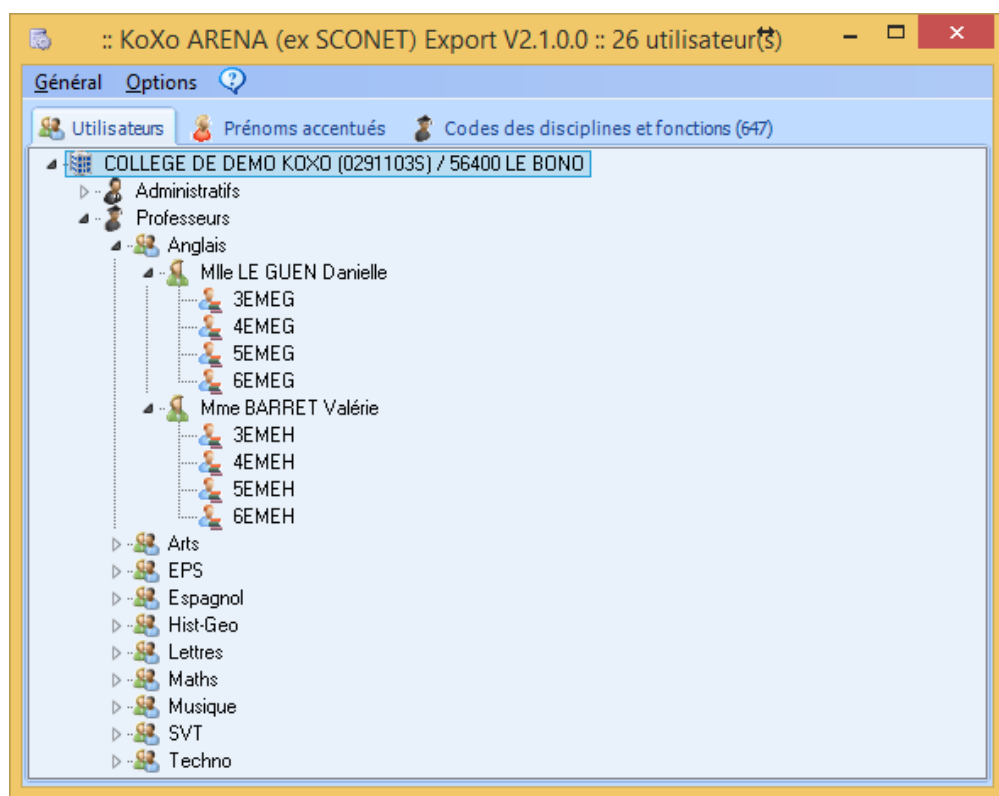 :: KoXo ARENA (ex SCONET) Export V2.1.0.0 :: 26 utilisateur(s)
Général Options
Utilisateurs Prénoms accentués Codes des disciplines et fonctions (647)
COLLEGE DE DEMO KOXO (0291103S) / 56400 LE BONO
Administratifs
Professeurs
Anglais
Mlle LE GUEN Danielle
3EMEG
4EMEG
5EMEG
6EMEG
Mme BARRET Valérie
3EMEH
4EMEH
5EMEH
6EMEH
Arts
EPS
Espagnol
Hist-Geo
Lettres
Maths
Musique
SVT
Techno